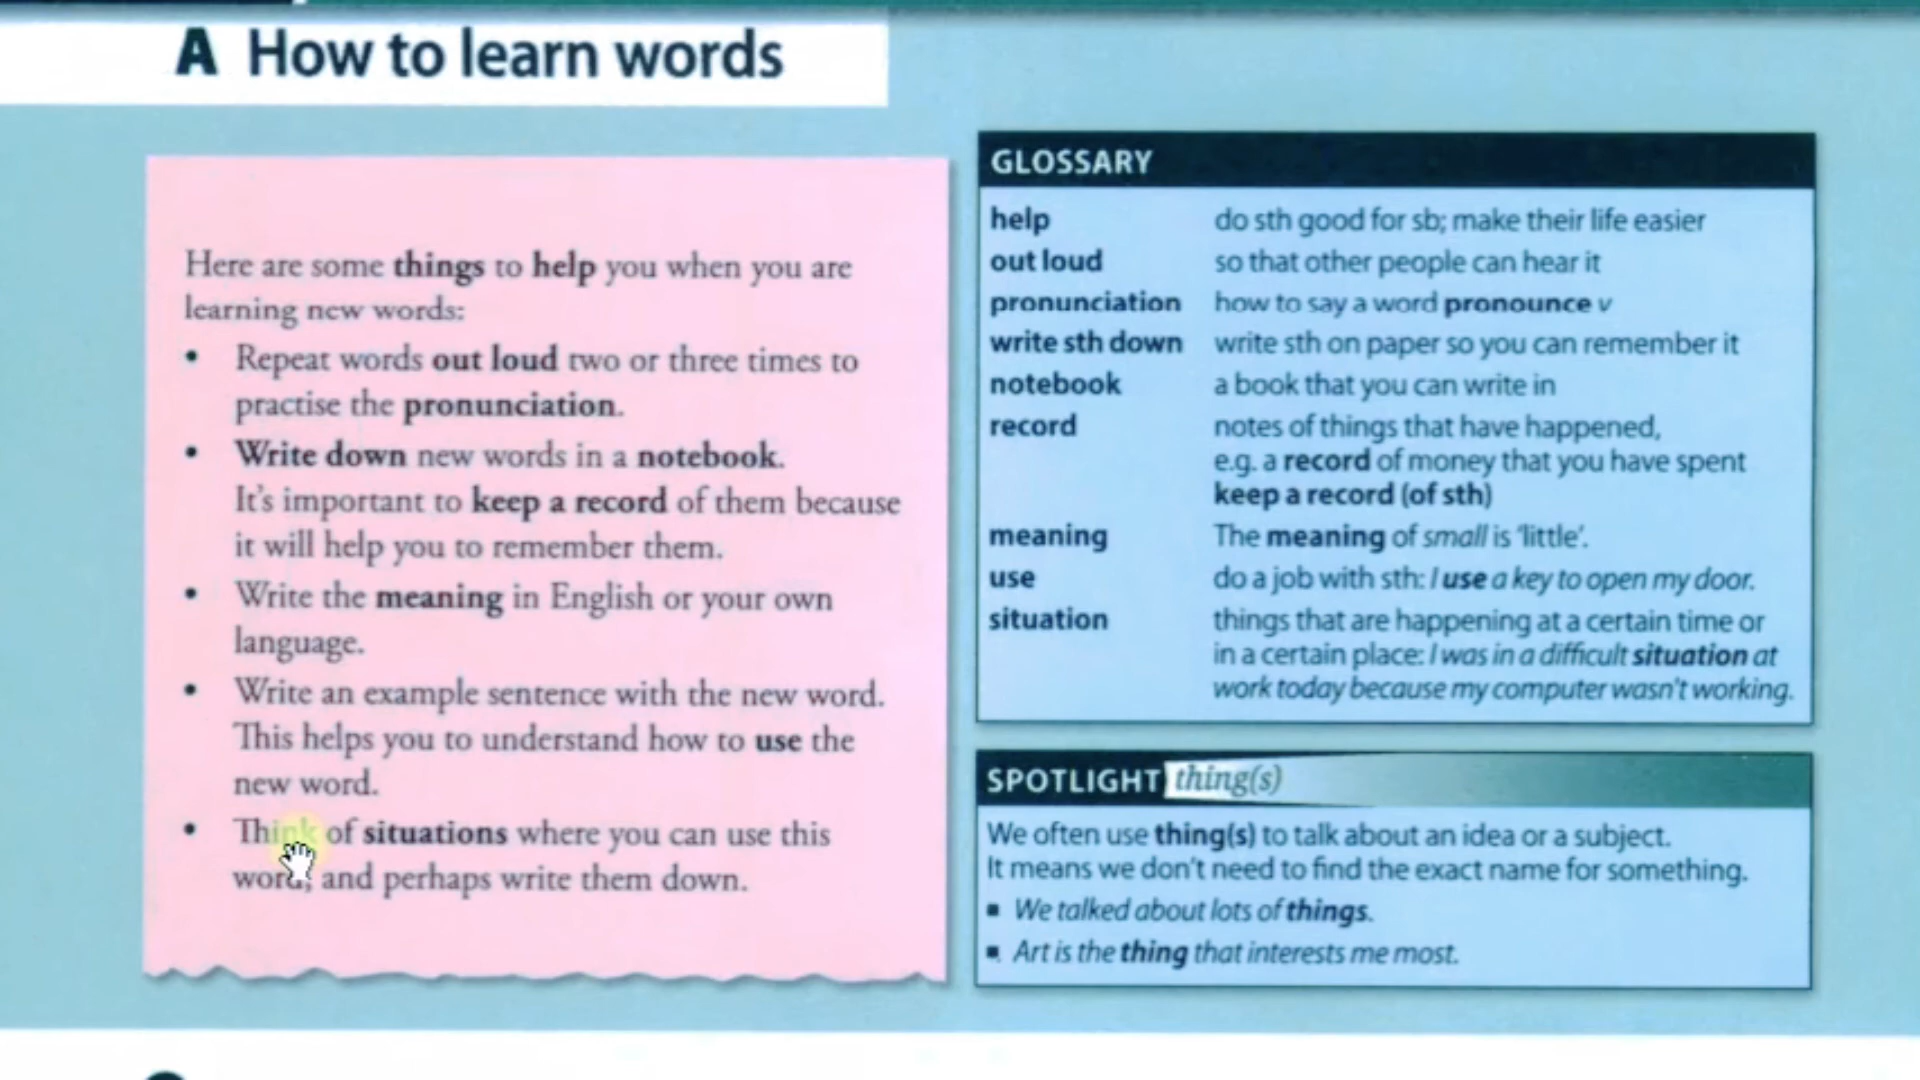 A How to learn words
Here are some things to help you when you are
learning new words:
• Repeat words out loud two or three times to
practise the pronunciation.
• Write down new words in a notebook.
It's important to keep a record of them because
it will help you to remember them.
• Write the meaning in English or your own
language.
• Write an example sentence with the new word.
This helps you to understand how to use the
new word.
• Think of situations where you can use this
word, and perhaps write them down.
GLOSSARY
help do sth good for sb; make their life easier
out loud so that other people can hear it
pronunciation how to say a word pronounce v
write sth down write sth on paper so you can remember it
notebook a book that you can write in
record notes of things that have happened,
e.g. a record of money that you have spent
keep a record (of sth)
meaning The meaning of small is 'little'.
use do a job with sth: I use a key to open my door.
situation things that are happening at a certain time or
in a certain place: I was in a difficult situation at
work today because my computer wasn't working.
SPOTLIGHT thing(s)
We often use thing(s) to talk about an idea or a subject.
It means we don't need to find the exact name for something.
▪ We talked about lots of things.
▪ Art is the thing that interests me most.